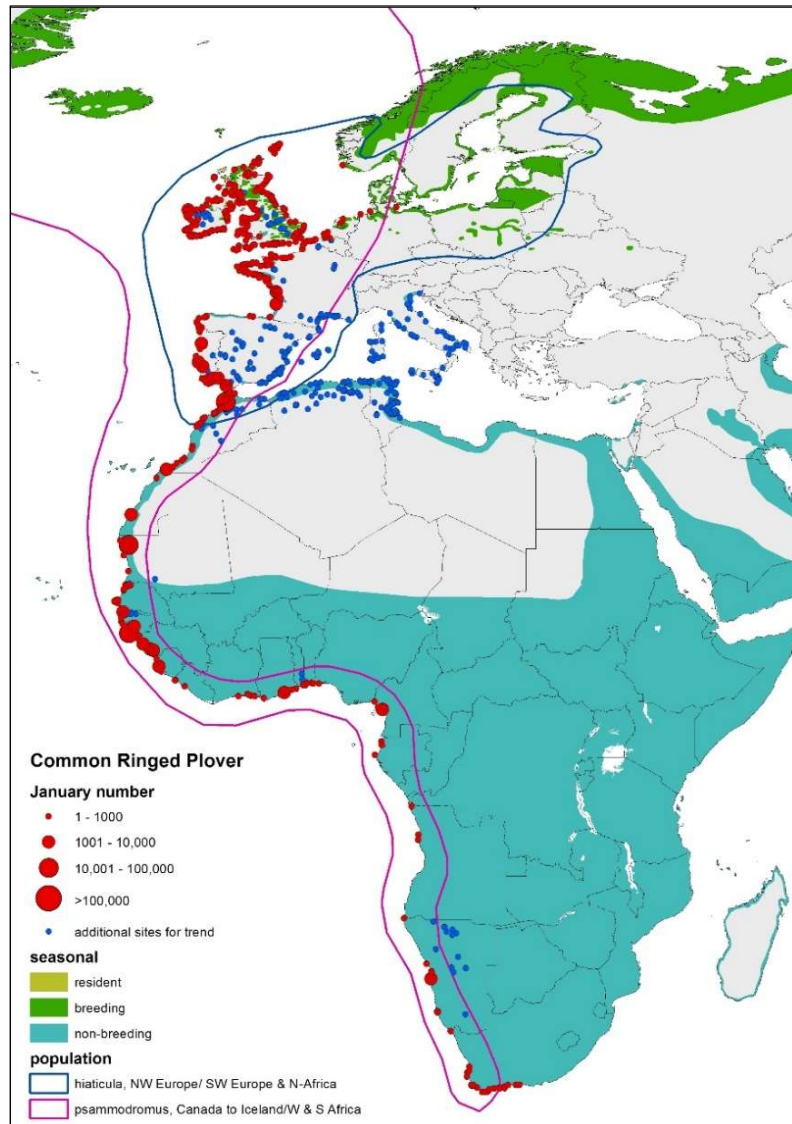 Common Ringed Plover
January number
1 - 1000
1001 - 10,000
10,001 - 100,000
>100,000
additional sites for trend
seasonal
resident
breeding
non-breeding
population
hiaticula, NW Europe/ SW Europe & N-Africa
psammodromus, Canada to Iceland/W & S Africa